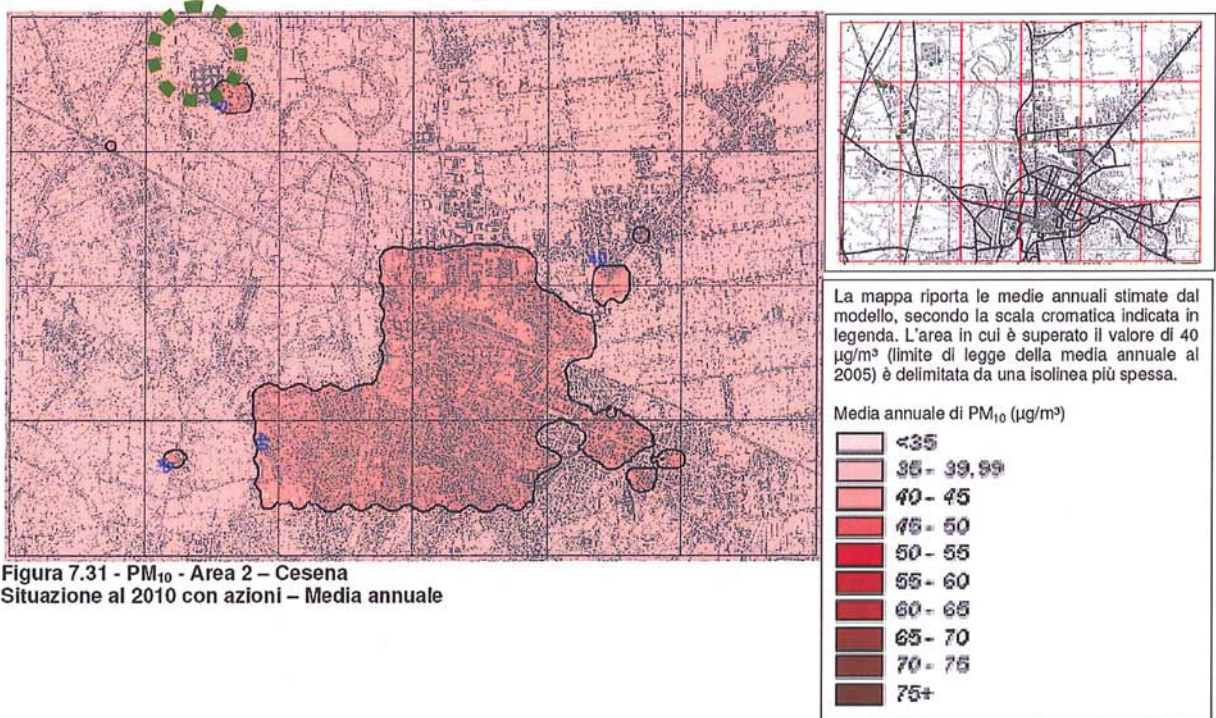 40
40
40
La mappa riporta le medie annuali stimate dal
modello, secondo la scala cromatica indicata in
legenda. L'area in cui è superato il valore di 40
µg/m³ (limite di legge della media annuale al
2005) è delimitata da una isolinea più spessa.
Media annuale di PM₁₀ (µg/m³)
<35
35 - 39,99
40 - 45
45 - 50
50 - 55
55 - 60
60 - 65
65 - 70
70 - 75
75+
Figura 7.31 - PM₁₀ - Area 2 – Cesena
Situazione al 2010 con azioni – Media annuale